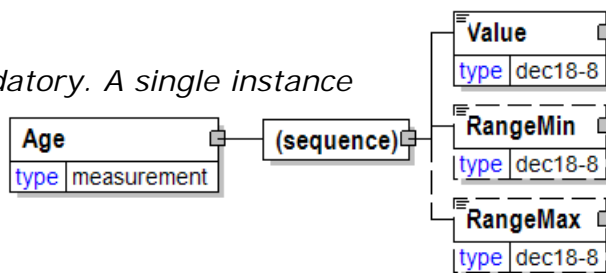 Value
type dec18-8
datory. A single instance
Age
type measurement
(sequence)
RangeMin
type dec18-8
RangeMax
type dec18-8